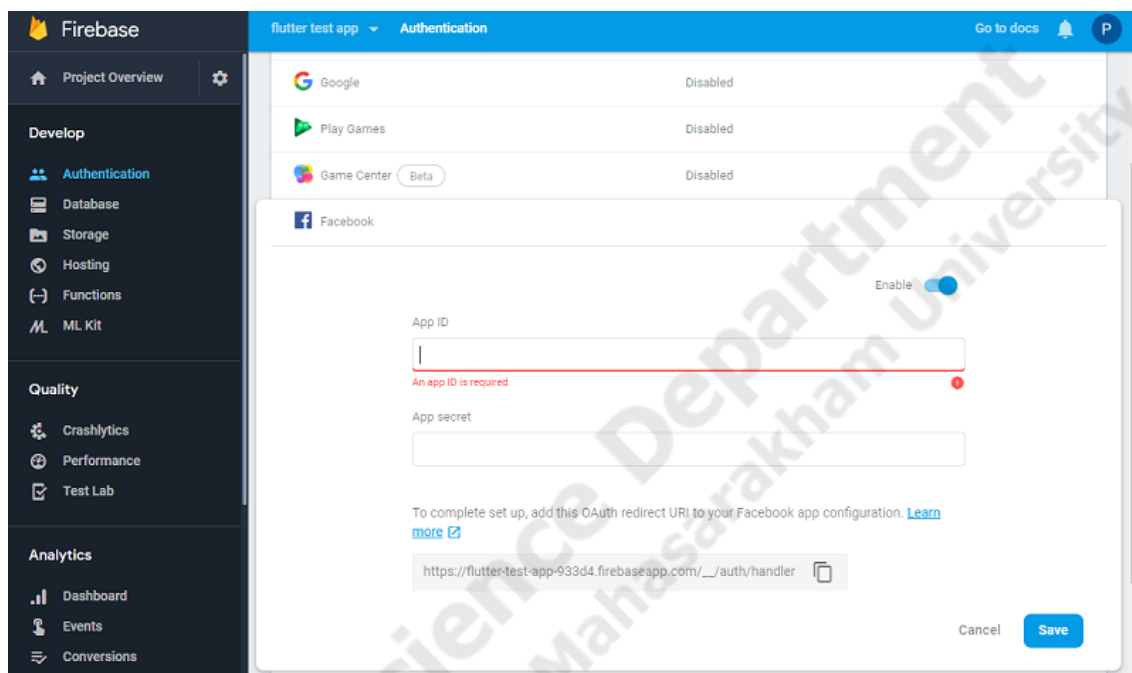 Firebase
flutter test app
Authentication
Go to docs
P
Project Overview
Develop
Authentication
Database
Storage
Hosting
Functions
ML Kit
Quality
Crashlytics
Performance
Test Lab
Analytics
Dashboard
Events
Conversions
Google Disabled
Play Games Disabled
Game Center Beta Disabled
Facebook
Enable
App ID
An app ID is required
App secret
To complete set up, add this OAuth redirect URI to your Facebook app configuration. Learn
more
https://flutter-test-app-933d4.firebaseapp.com/__/auth/handler
Cancel Save
Science Department
Mahasarakham University